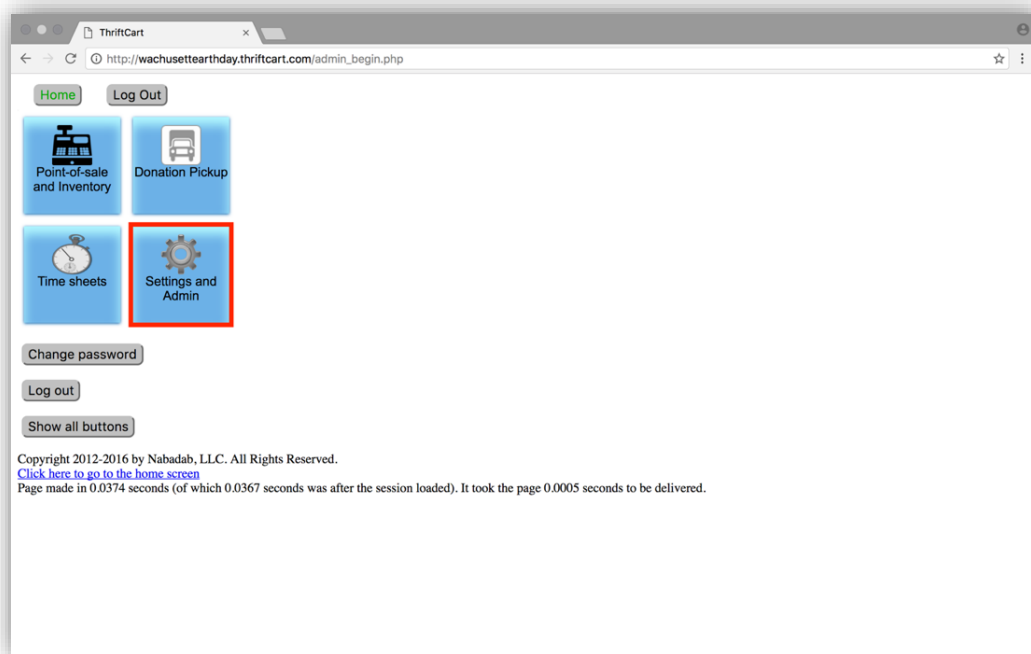 ThriftCart
http://wachusettearthday.thriftcart.com/admin_begin.php
Home
Log Out
Point-of-sale
and Inventory
Donation Pickup
Time sheets
Settings and
Admin
Change password
Log out
Show all buttons
Copyright 2012-2016 by Nabadab, LLC. All Rights Reserved.
Click here to go to the home screen
Page made in 0.0374 seconds (of which 0.0367 seconds was after the session loaded). It took the page 0.0005 seconds to be delivered.